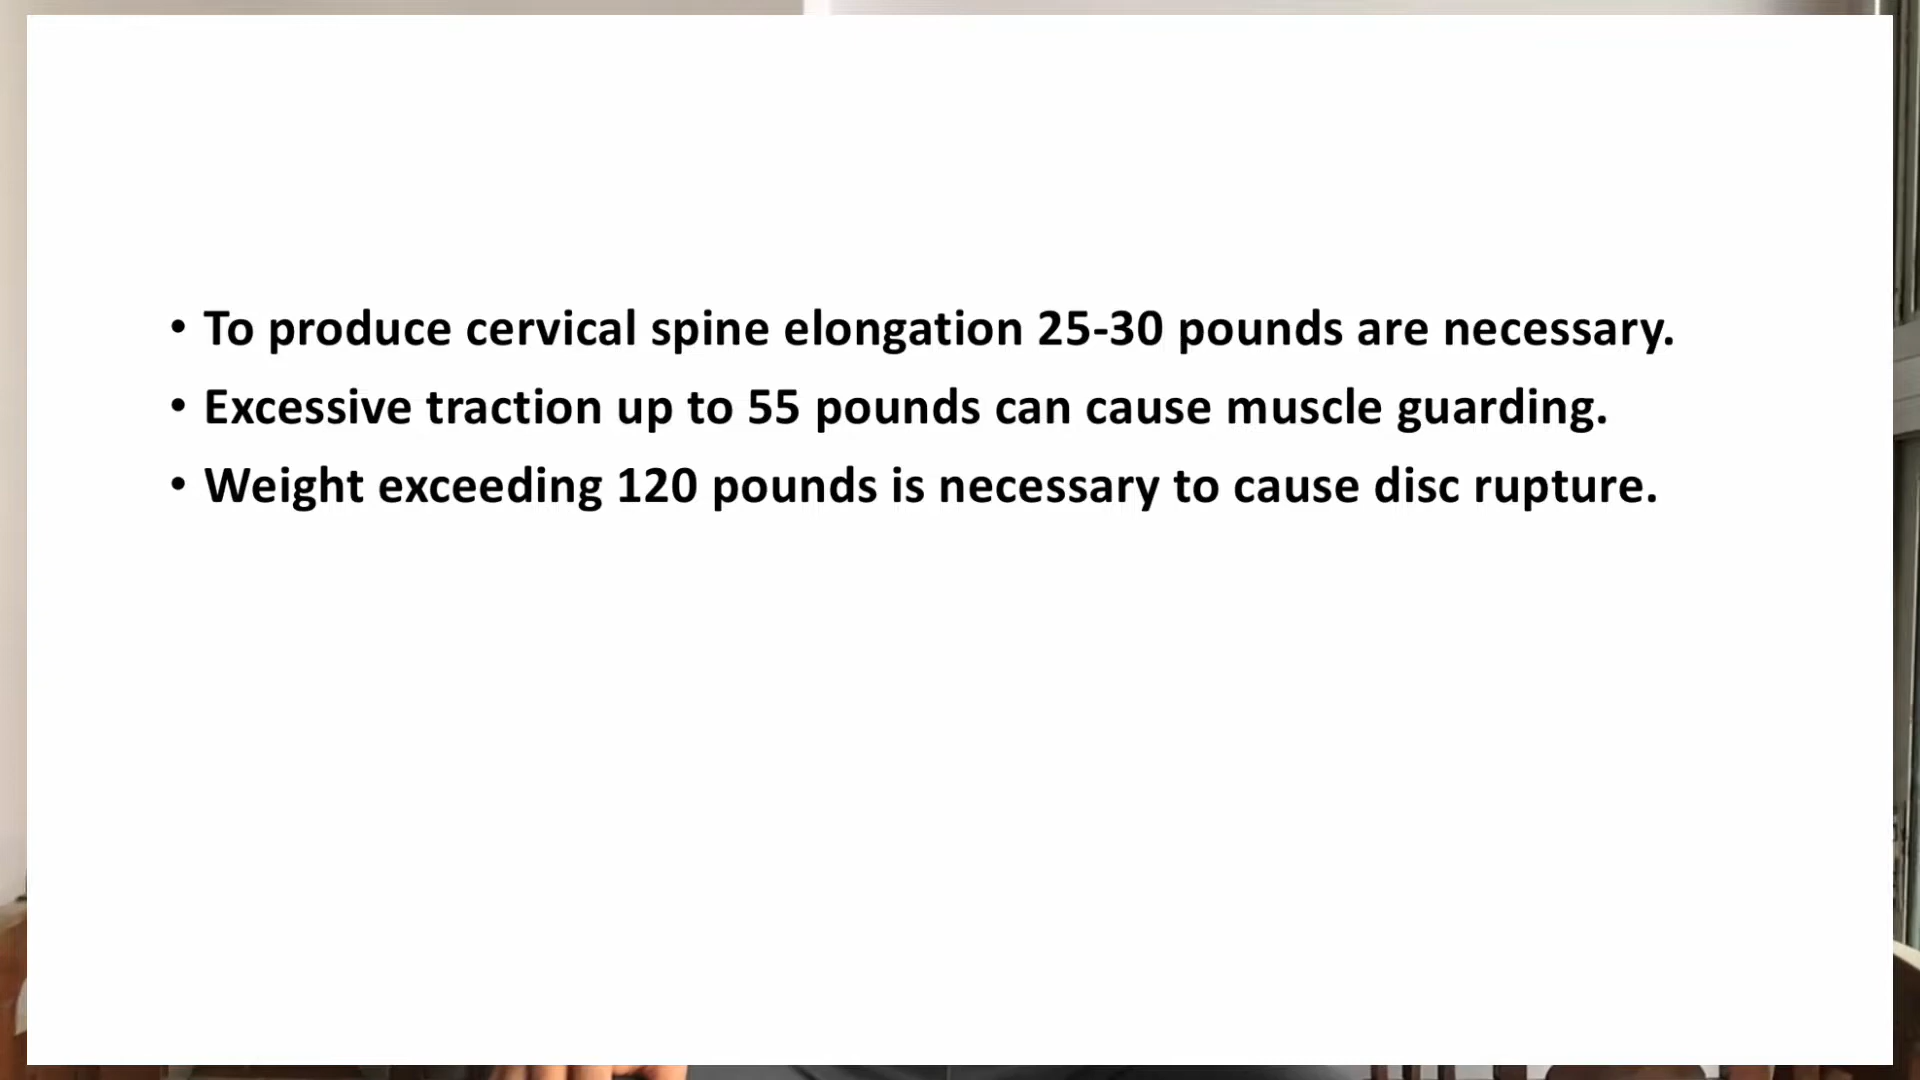 • To produce cervical spine elongation 25-30 pounds are necessary.
• Excessive traction up to 55 pounds can cause muscle guarding.
• Weight exceeding 120 pounds is necessary to cause disc rupture.